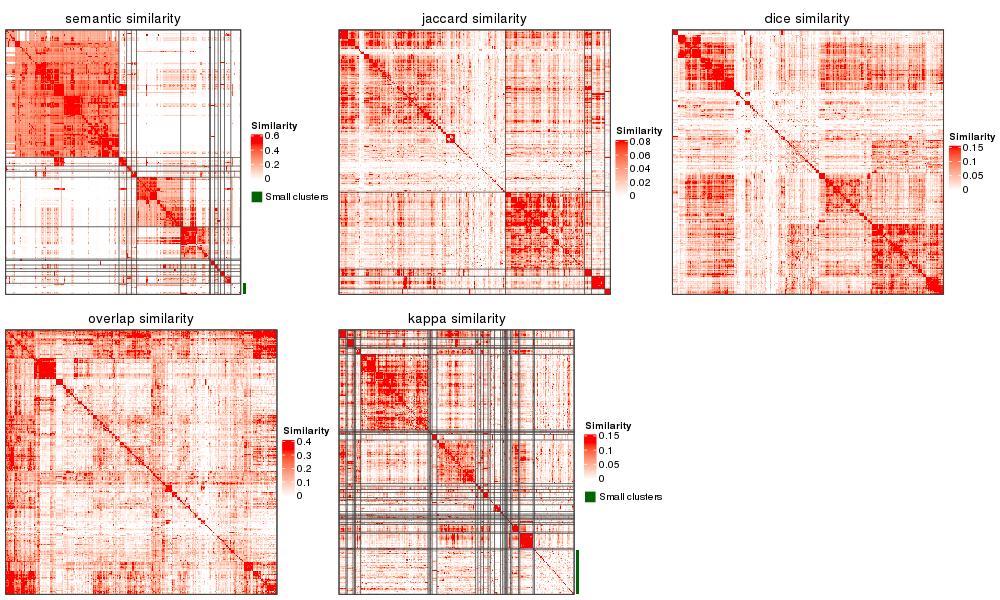 semantic similarity
Similarity
0.6
0.4
0.2
0
Small clusters
jaccard similarity
Similarity
0.08
0.06
0.04
0.02
0
dice similarity
Similarity
0.15
0.1
0.05
0
overlap similarity
Similarity
0.4
0.3
0.2
0.1
0
kappa similarity
Similarity
0.15
0.1
0.05
0
Small clusters